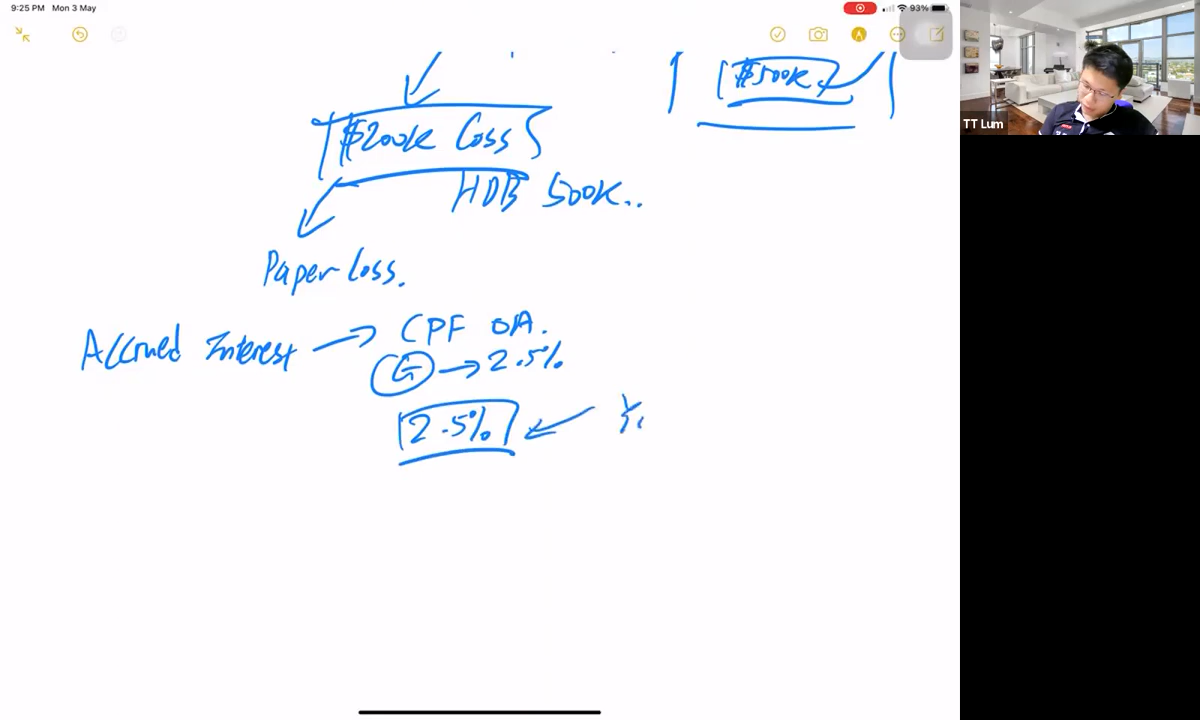 9:25 PM Mon 3 May
93%
TT Lum
$500K
$200K Loss
HDB 500K..
Paper Loss.
Accrued Interest → CPF OA.
G → 2.5%
2.5%